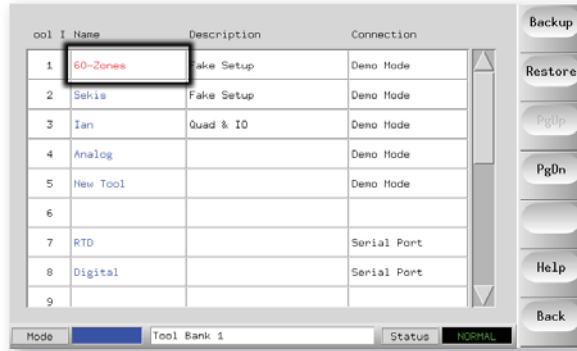 ool I Name Description Connection
1 60-Zones Fake Setup Demo Mode
2 Sekis Fake Setup Demo Mode
3 Ian Quad & IO Demo Mode
4 Analog Demo Mode
5 New Tool Demo Mode
6
7 RTD Serial Port
8 Digital Serial Port
9
Mode Tool Bank 1 Status NORMAL
Backup
Restore
PgUp
PgDn
Help
Back